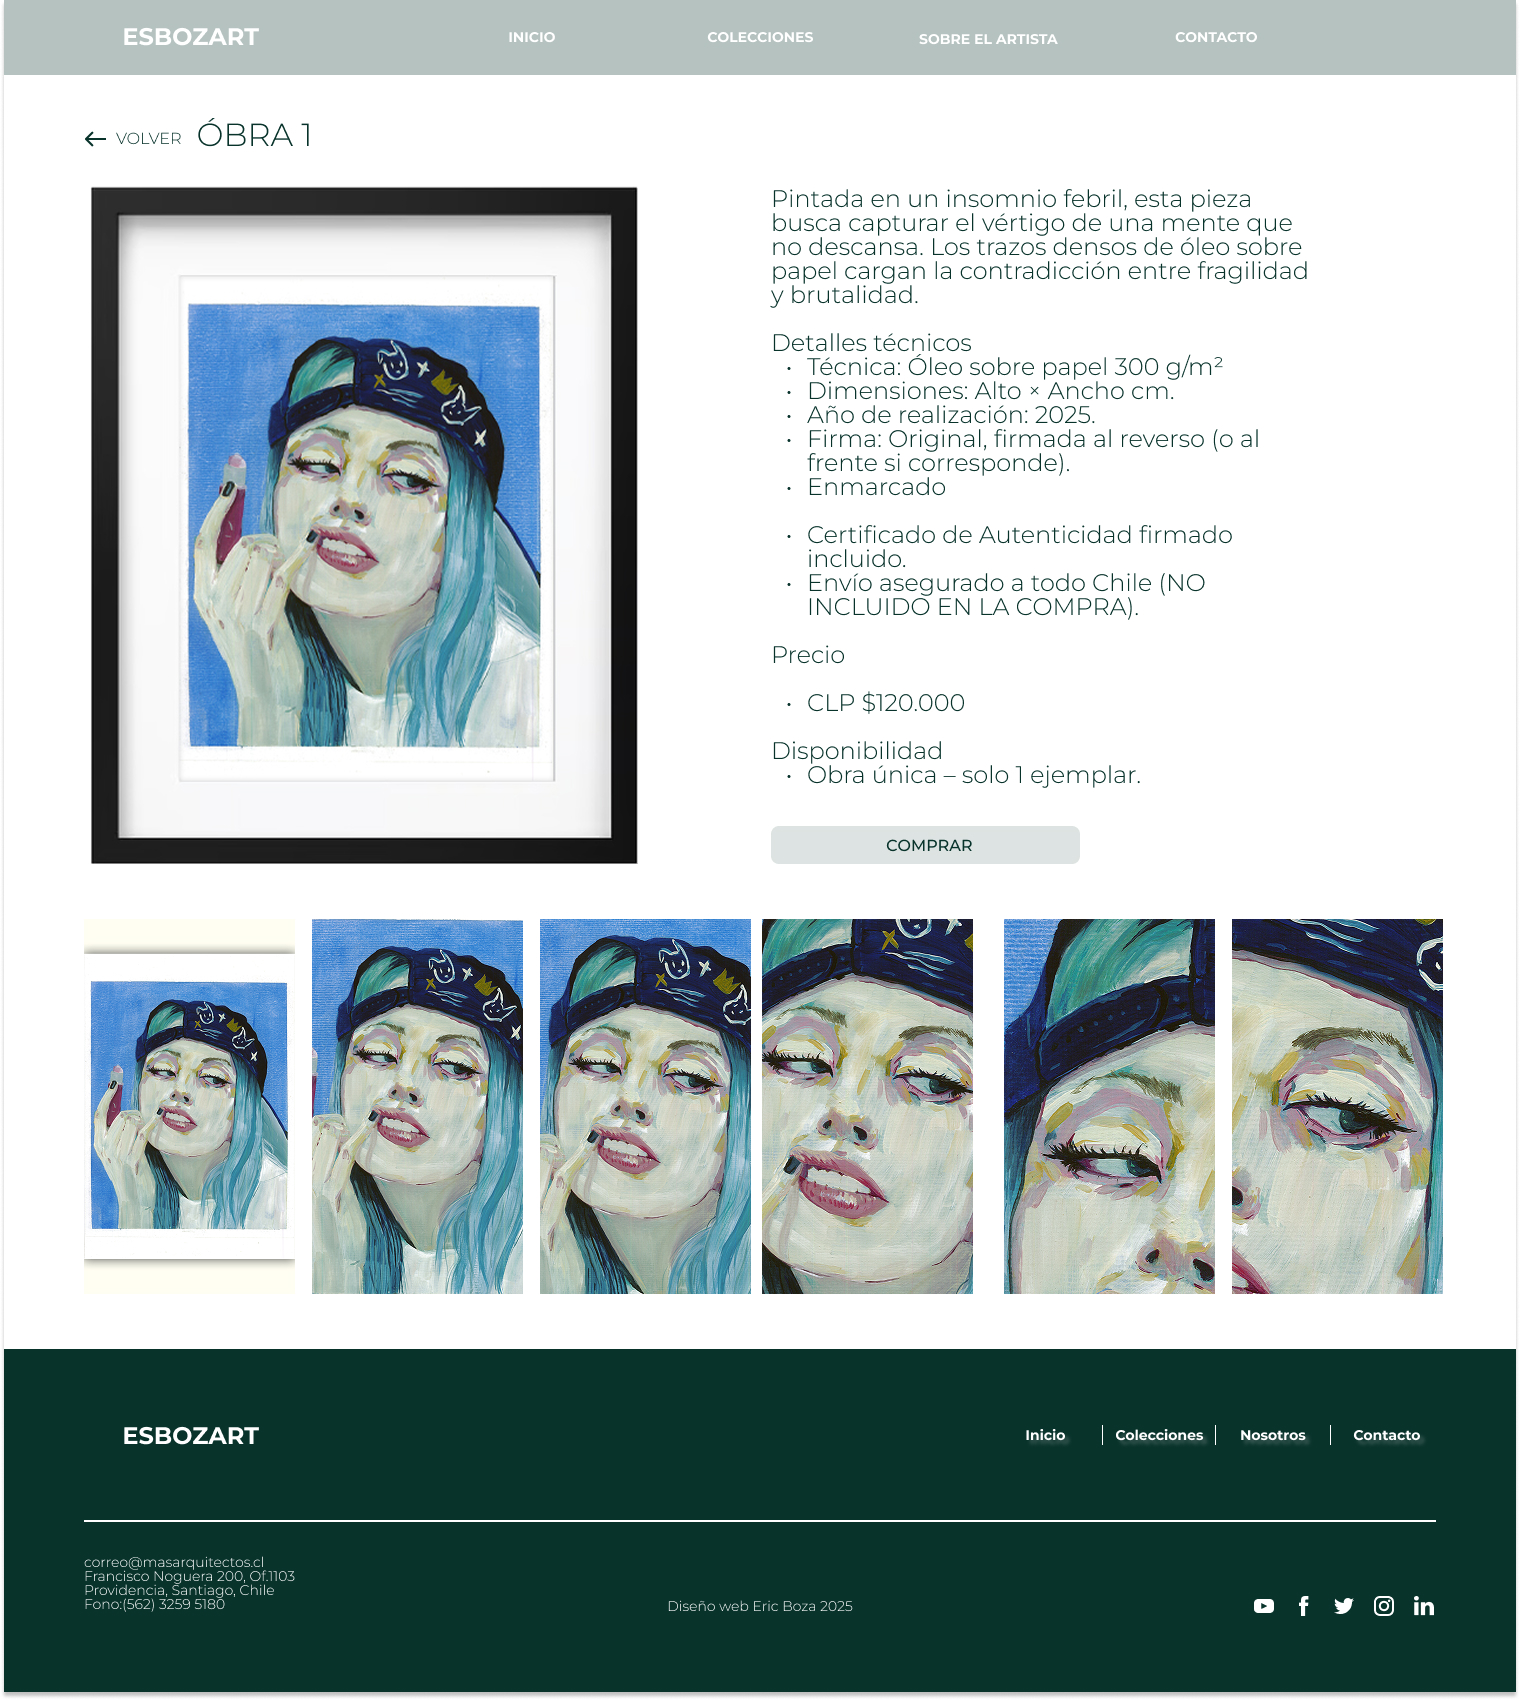 ESBOZART
INICIO
COLECCIONES
SOBRE EL ARTISTA
CONTACTO
VOLVER
ÓBRA 1
Pintada en un insomnio febril, esta pieza
busca capturar el vértigo de una mente que
no descansa. Los trazos densos de óleo sobre
papel cargan la contradicción entre fragilidad
y brutalidad.
Detalles técnicos
• Técnica: Óleo sobre papel 300 g/m²
• Dimensiones: Alto × Ancho cm.
• Año de realización: 2025.
• Firma: Original, firmada al reverso (o al
frente si corresponde).
• Enmarcado
• Certificado de Autenticidad firmado
incluido.
• Envío asegurado a todo Chile (NO
INCLUIDO EN LA COMPRA).
Precio
• CLP $120.000
Disponibilidad
• Obra única – solo 1 ejemplar.
COMPRAR
ESBOZART
Inicio
Colecciones
Nosotros
Contacto
correo@masarquitectos.cl
Francisco Noguera 200, Of.1103
Providencia, Santiago, Chile
Fono:(562) 3259 5180
Diseño web Eric Boza 2025